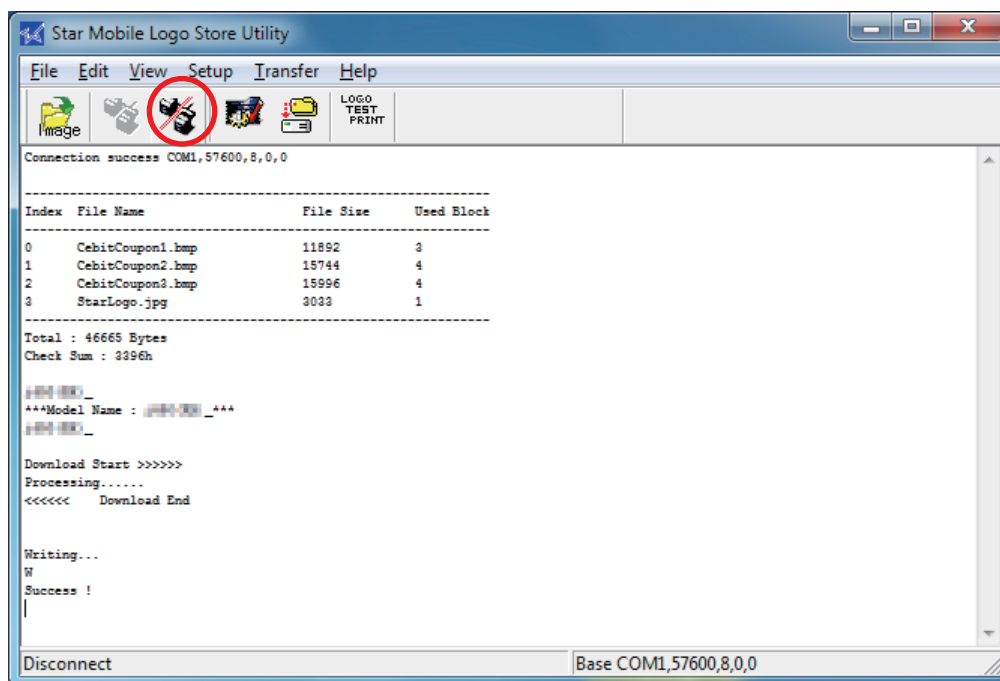 Star Mobile Logo Store Utility
File Edit View Setup Transfer Help
Image
LOGO
TEST
PRINT
Connection success COM1,57600,8,0,0
------------------------------------------------------------
Index File Name File Size Used Block
------------------------------------------------------------
0 CebitCoupon1.bmp 11892 3
1 CebitCoupon2.bmp 15744 4
2 CebitCoupon3.bmp 15996 4
3 StarLogo.jpg 3033 1
------------------------------------------------------------
Total : 46665 Bytes
Check Sum : 3396h
_
***Model Name : _***
_
Download Start >>>>>>
Processing......
<<<<<< Download End
Writing...
W
Success !
Disconnect Base COM1,57600,8,0,0